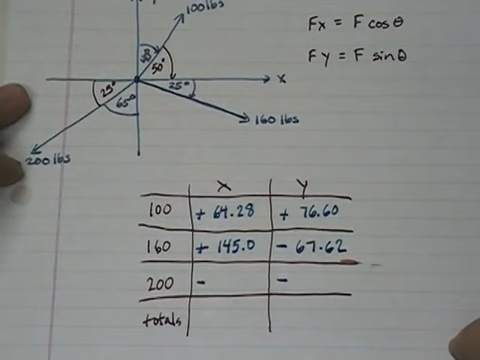 100 lbs
Fx = F cos θ
Fy = F sin θ
50°
x
25°
25°
65°
160 lbs
200 lbs
X Y
100 + 64.28 + 76.60
160 + 145.0 - 67.62
200 - -
totals